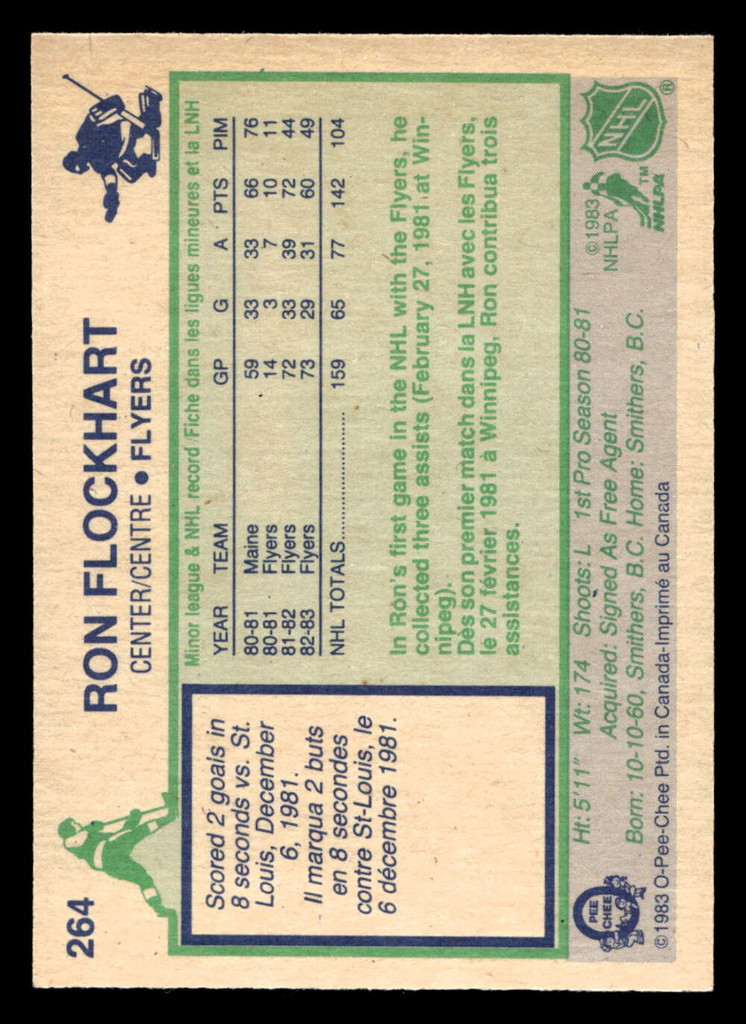 264
RON FLOCKHART
CENTER/CENTRE • FLYERS
Scored 2 goals in
8 seconds vs. St.
Louis, December
6, 1981.
Il marqua 2 buts
en 8 secondes
contre St-Louis, le
6 décembre 1981.
Minor league & NHL record/Fiche dans les ligues mineures et la LNH
YEAR TEAM GP G A PTS PIM
80-81 Maine 59 33 33 66 76
80-81 Flyers 14 3 7 10 11
81-82 Flyers 72 33 39 72 44
82-83 Flyers 73 29 31 60 49
NHL TOTALS................ 159 65 77 142 104
In Ron's first game in the NHL with the Flyers, he
collected three assists (February 27, 1981 at Win-
nipeg).
Dès son premier match dans la LNH avec les Flyers,
le 27 février 1981 à Winnipeg, Ron contribua trois
assistances.
Ht: 5'11" Wt: 174 Shoots: L 1st Pro Season 80-81
Acquired: Signed As Free Agent
Born: 10-10-60, Smithers, B.C. Home: Smithers, B.C.
O PEE CHEE
©1983 O-Pee-Chee Ptd. in Canada-Imprimé au Canada
©1983
NHLPA
NHLPA ™
NHL ®